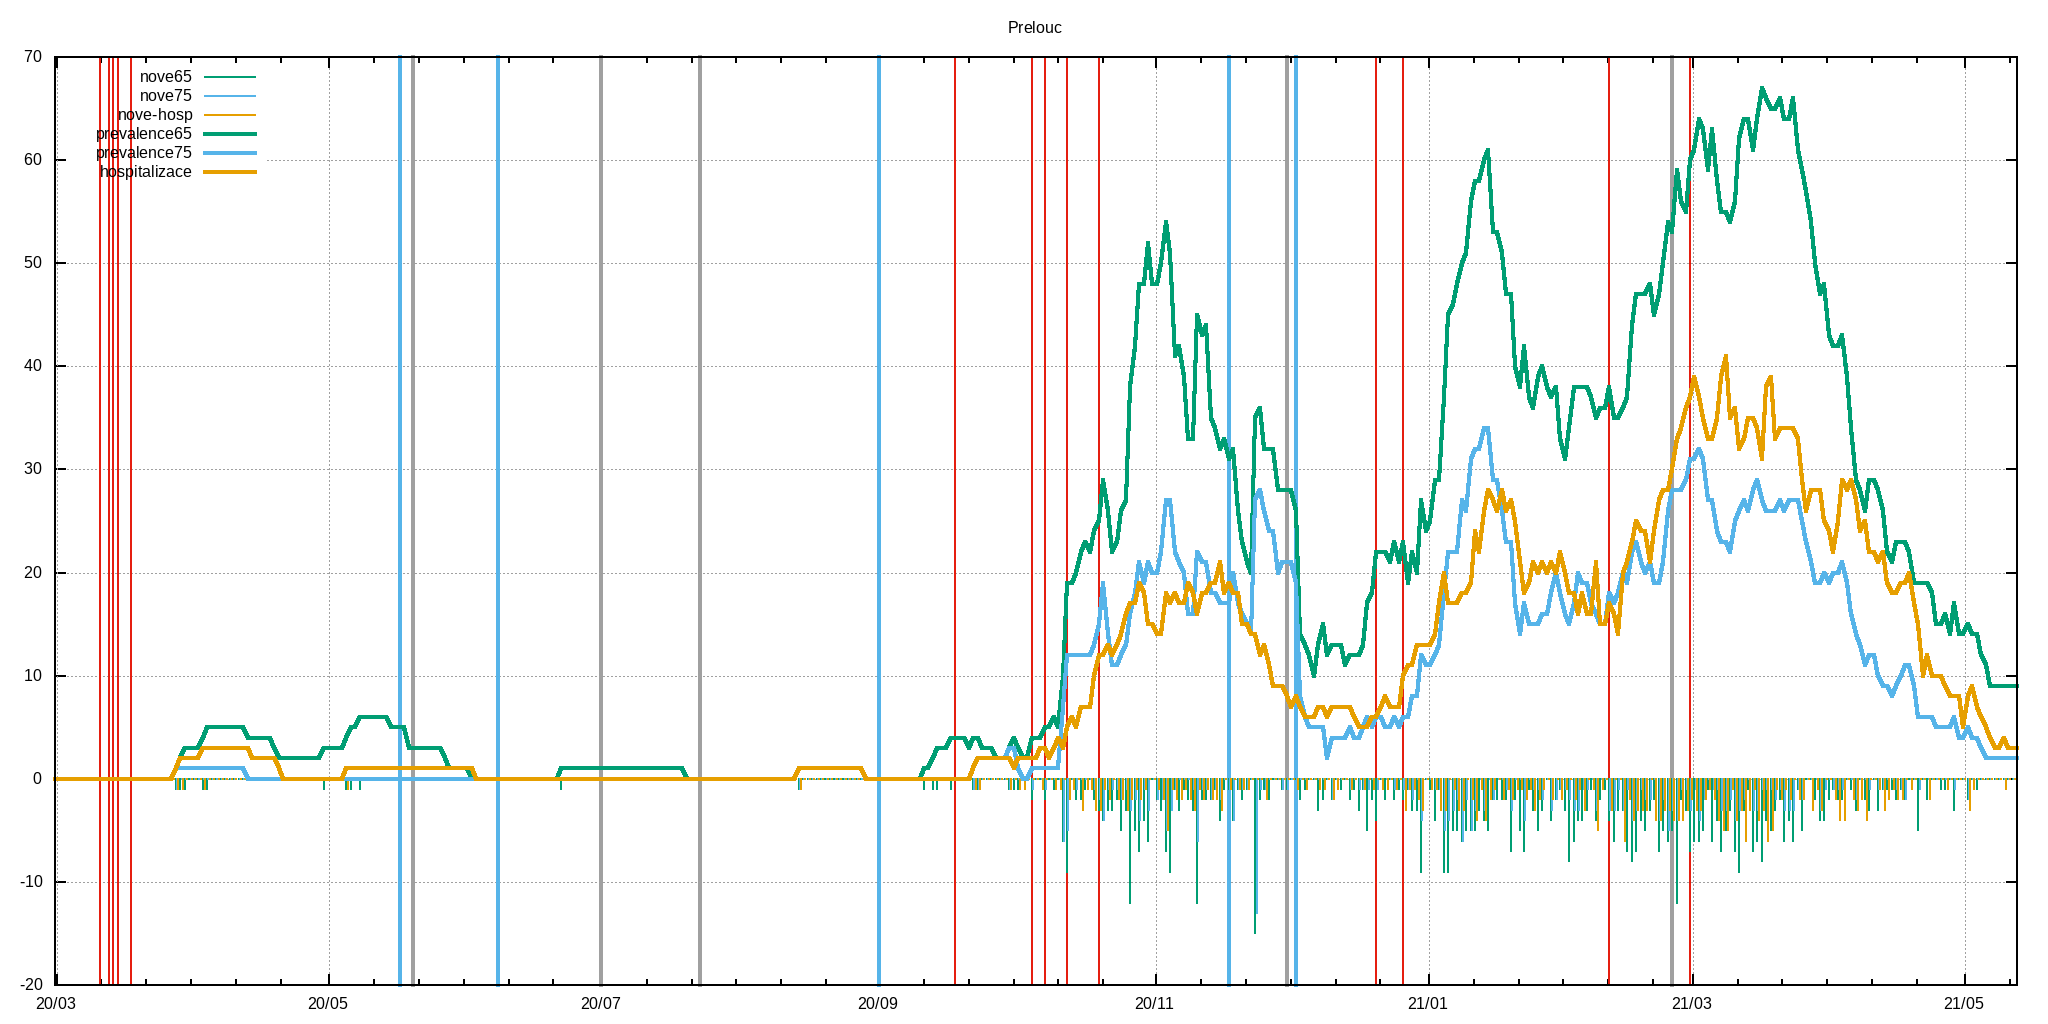 Prelouc
70
nove65
nove75
nove-hosp
prevalence65
prevalence75
hospitalizace
60
50
40
30
20
10
0
-10
-20
20/03 20/05 20/07 20/09 20/11 21/01 21/03 21/05